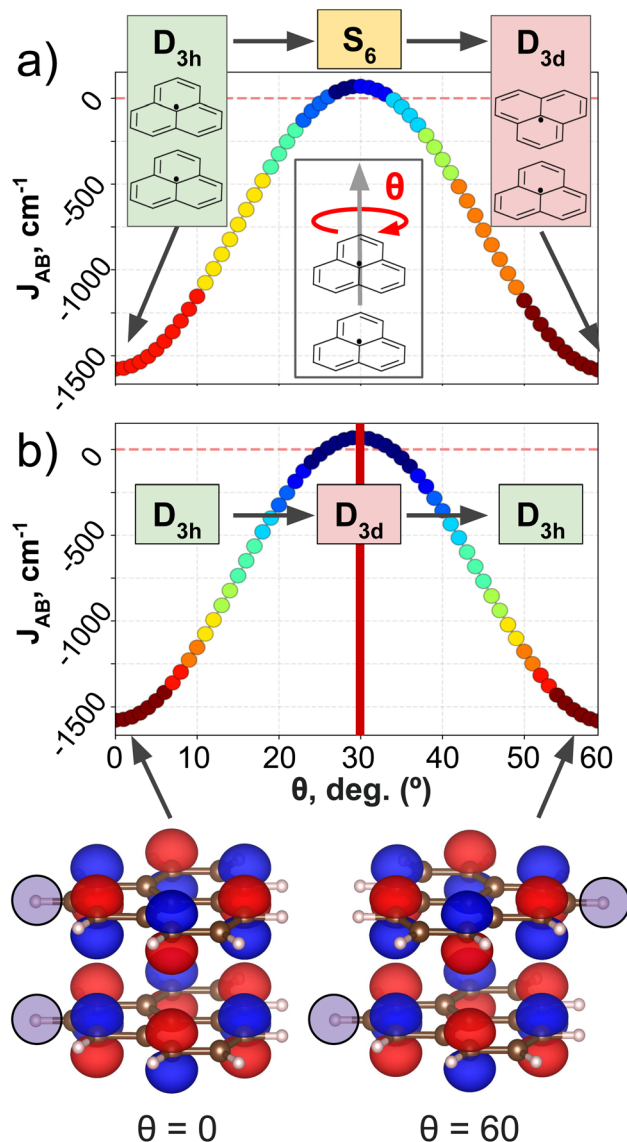 a)
D3h
S6
D3d
0
-500
-1000
-1500
JAB, cm-1
θ
b)
0
-500
-1000
-1500
JAB, cm-1
D3h
D3d
D3h
0
10
20
30
40
50
60
θ, deg. (º)
θ = 0
θ = 60